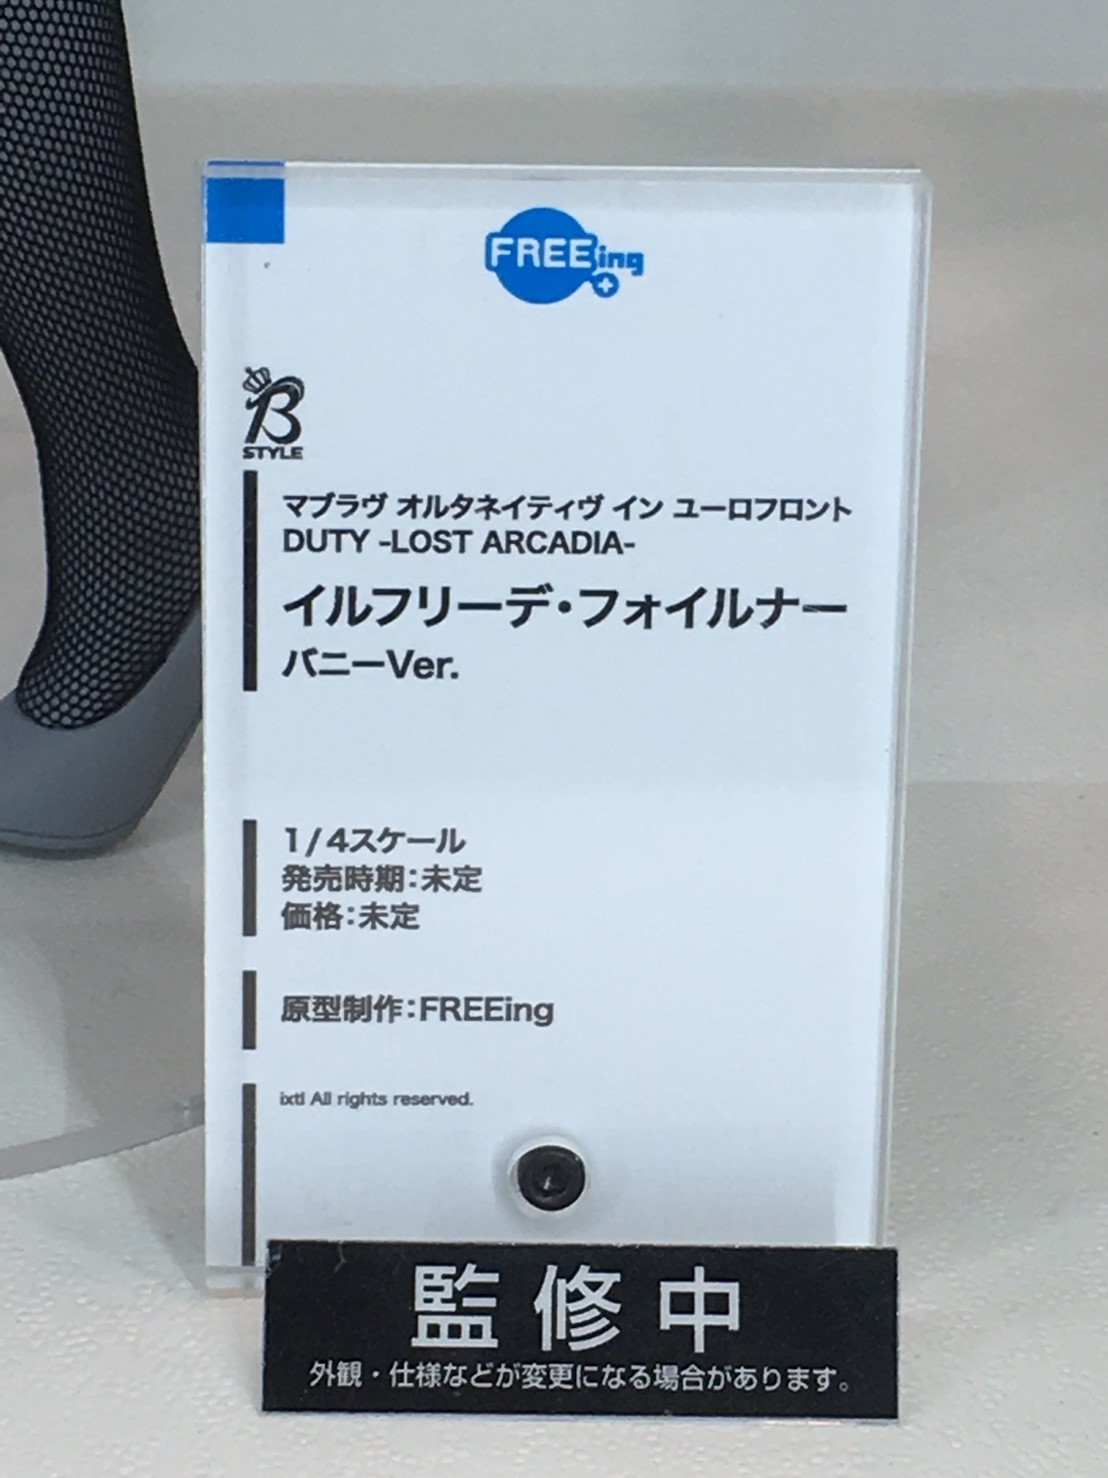 FREEing
B
STYLE
マブラヴ オルタネイティヴ イン ユーロフロント
DUTY -LOST ARCADIA-
イルフリーデ・フォイルナー
バニーVer.
1/4スケール
発売時期：未定
価格：未定
原型制作：FREEing
ixtl All rights reserved.
監修中
外観・仕様などが変更になる場合があります。